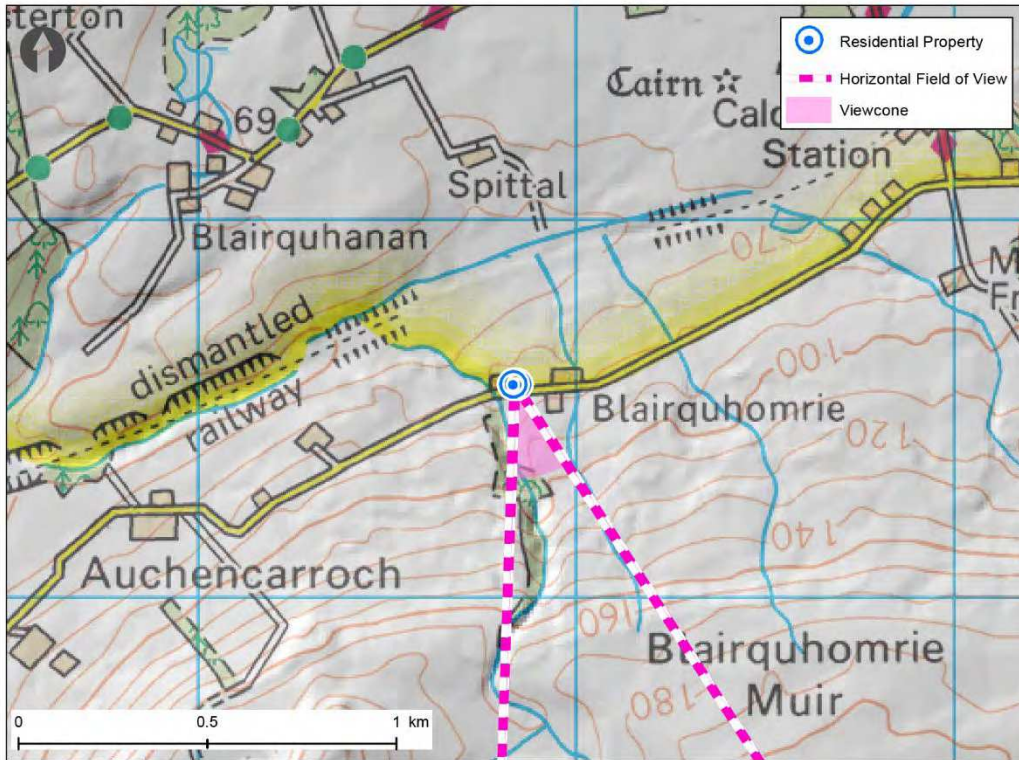 sterton
Residential Property
Horizontal Field of View
Viewcone
Cairn
69
Station
Spittal
Blairquhanan
70
dismantled
railway
100
Blairquhomrie
120
140
Auchencarroch
160
Blairquhomrie
Muir
180
0 0.5 1 km